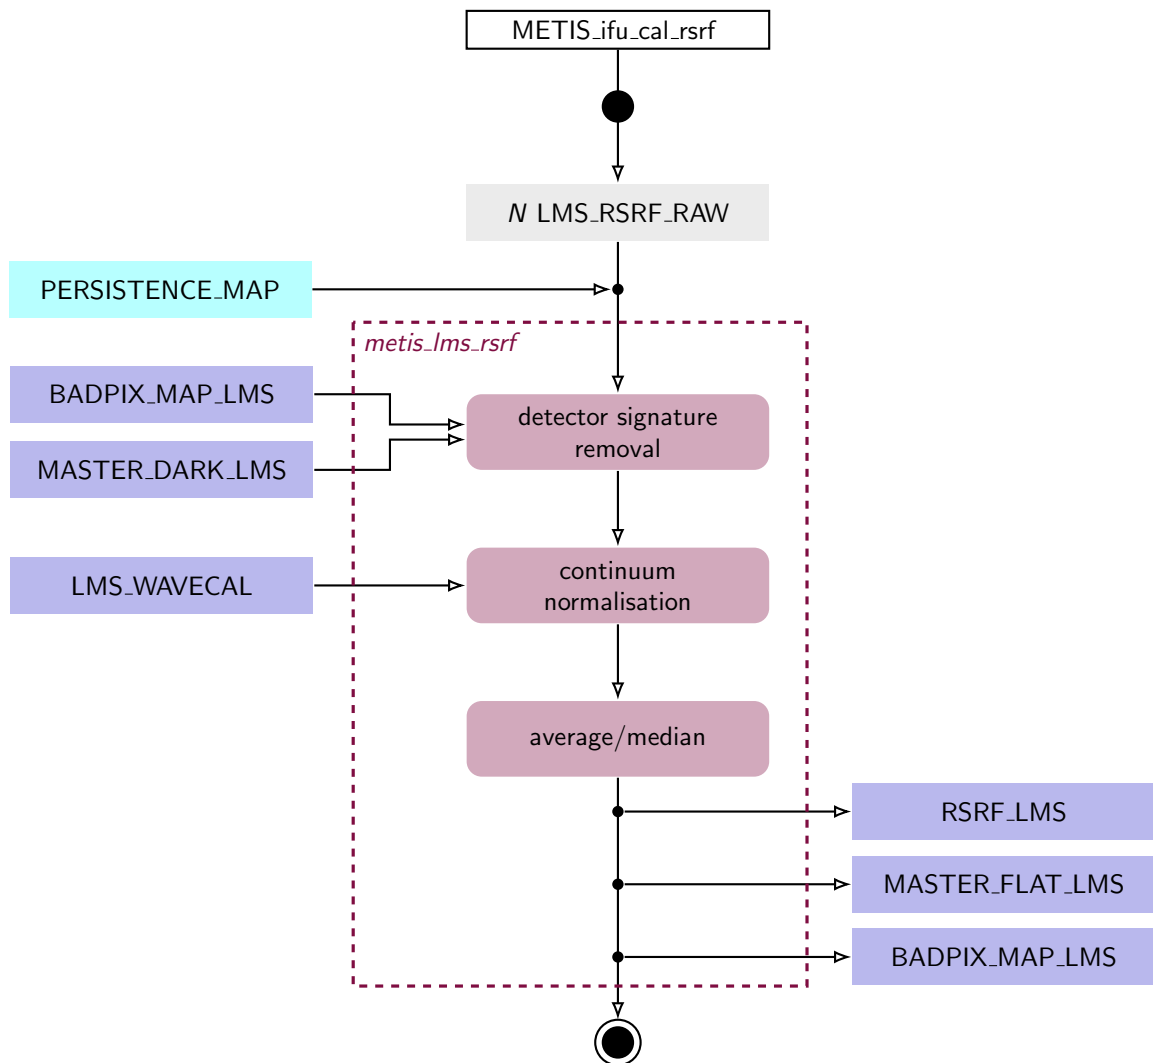 METIS_ifu_cal_rsrf
N LMS_RSRF_RAW
PERSISTENCE_MAP
metis_lms_rsrf
BADPIX_MAP_LMS
detector signature
removal
MASTER_DARK_LMS
LMS_WAVECAL
continuum
normalisation
average/median
RSRF_LMS
MASTER_FLAT_LMS
BADPIX_MAP_LMS